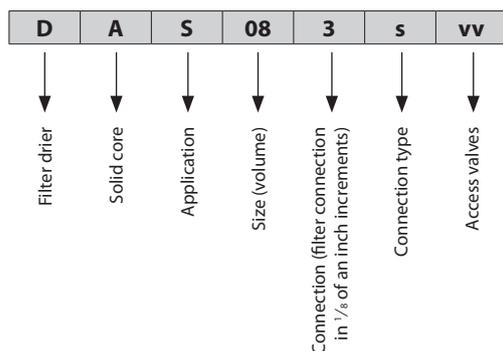 D A S 08 3 s vv
Filter drier
Solid core
Application
Size (volume)
Connection (filter connection
in 1/8 of an inch increments)
Connection type
Access valves